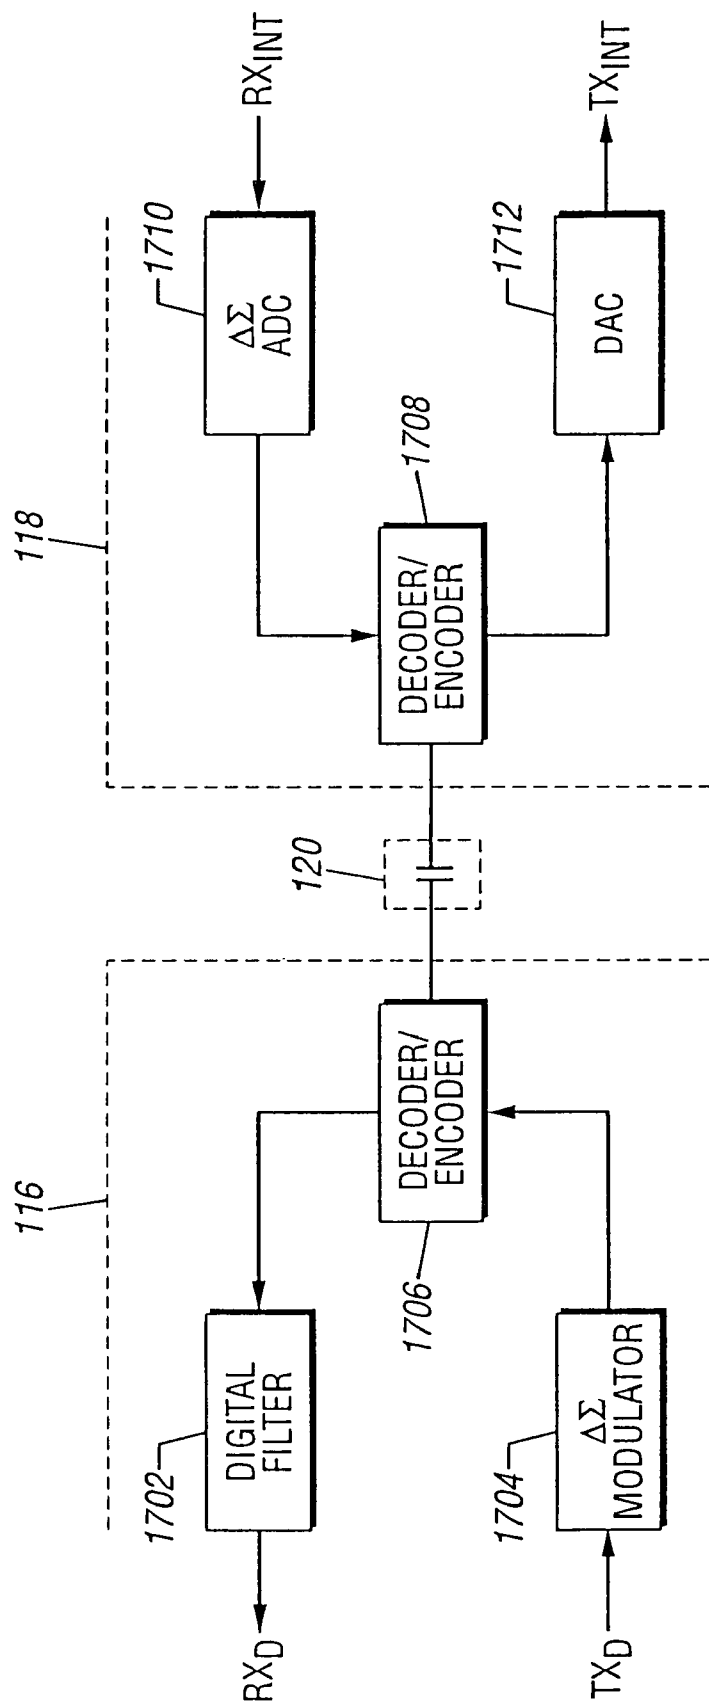 116
118
RX_D
1702
DIGITAL
FILTER
120
1710
ΔΣ
ADC
RX_INT
DECODER/
ENCODER
1706
DECODER/
ENCODER
1708
TX_D
1704
ΔΣ
MODULATOR
1712
DAC
TX_INT